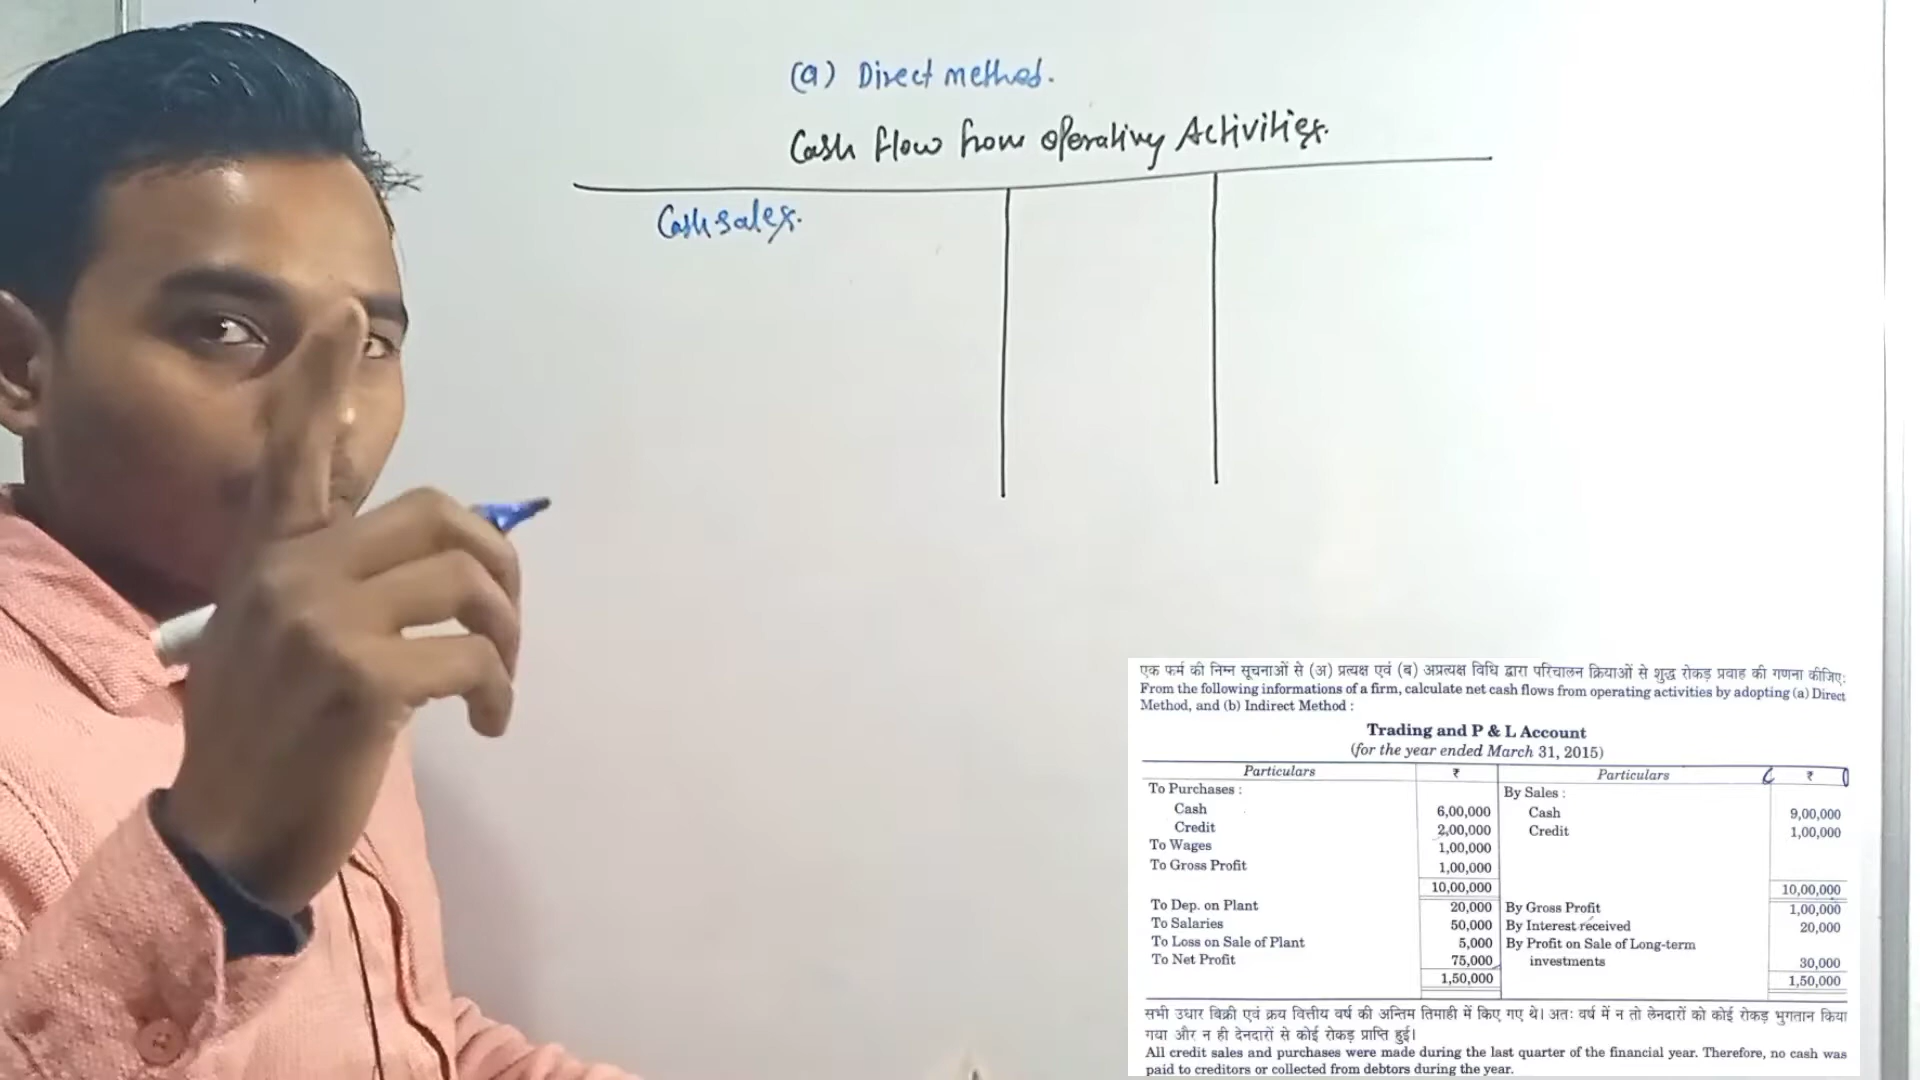 (a) Direct method.
Cash flow from operating Activities.
Cash sales.
एक फर्म की निम्न सूचनाओं से (अ) प्रत्यक्ष एवं (ब) अप्रत्यक्ष विधि द्वारा परिचालन क्रियाओं से शुद्ध रोकड़ प्रवाह की गणना कीजिए:
From the following informations of a firm, calculate net cash flows from operating activities by adopting (a) Direct
Method, and (b) Indirect Method :
Trading and P & L Account
(for the year ended March 31, 2015)
Particulars ₹ Particulars ₹
To Purchases : By Sales :
Cash 6,00,000 Cash 9,00,000
Credit 2,00,000 Credit 1,00,000
To Wages 1,00,000
To Gross Profit 1,00,000
10,00,000 10,00,000
To Dep. on Plant 20,000 By Gross Profit 1,00,000
To Salaries 50,000 By Interest received 20,000
To Loss on Sale of Plant 5,000 By Profit on Sale of Long-term
To Net Profit 75,000 investments 30,000
1,50,000 1,50,000
सभी उधार बिक्री एवं क्रय वित्तीय वर्ष की अन्तिम तिमाही में किए गए थे। अतः वर्ष में न तो लेनदारों को कोई रोकड़ भुगतान किया
गया और न ही देनदारों से कोई रोकड़ प्राप्ति हुई।
All credit sales and purchases were made during the last quarter of the financial year. Therefore, no cash was
paid to creditors or collected from debtors during the year.